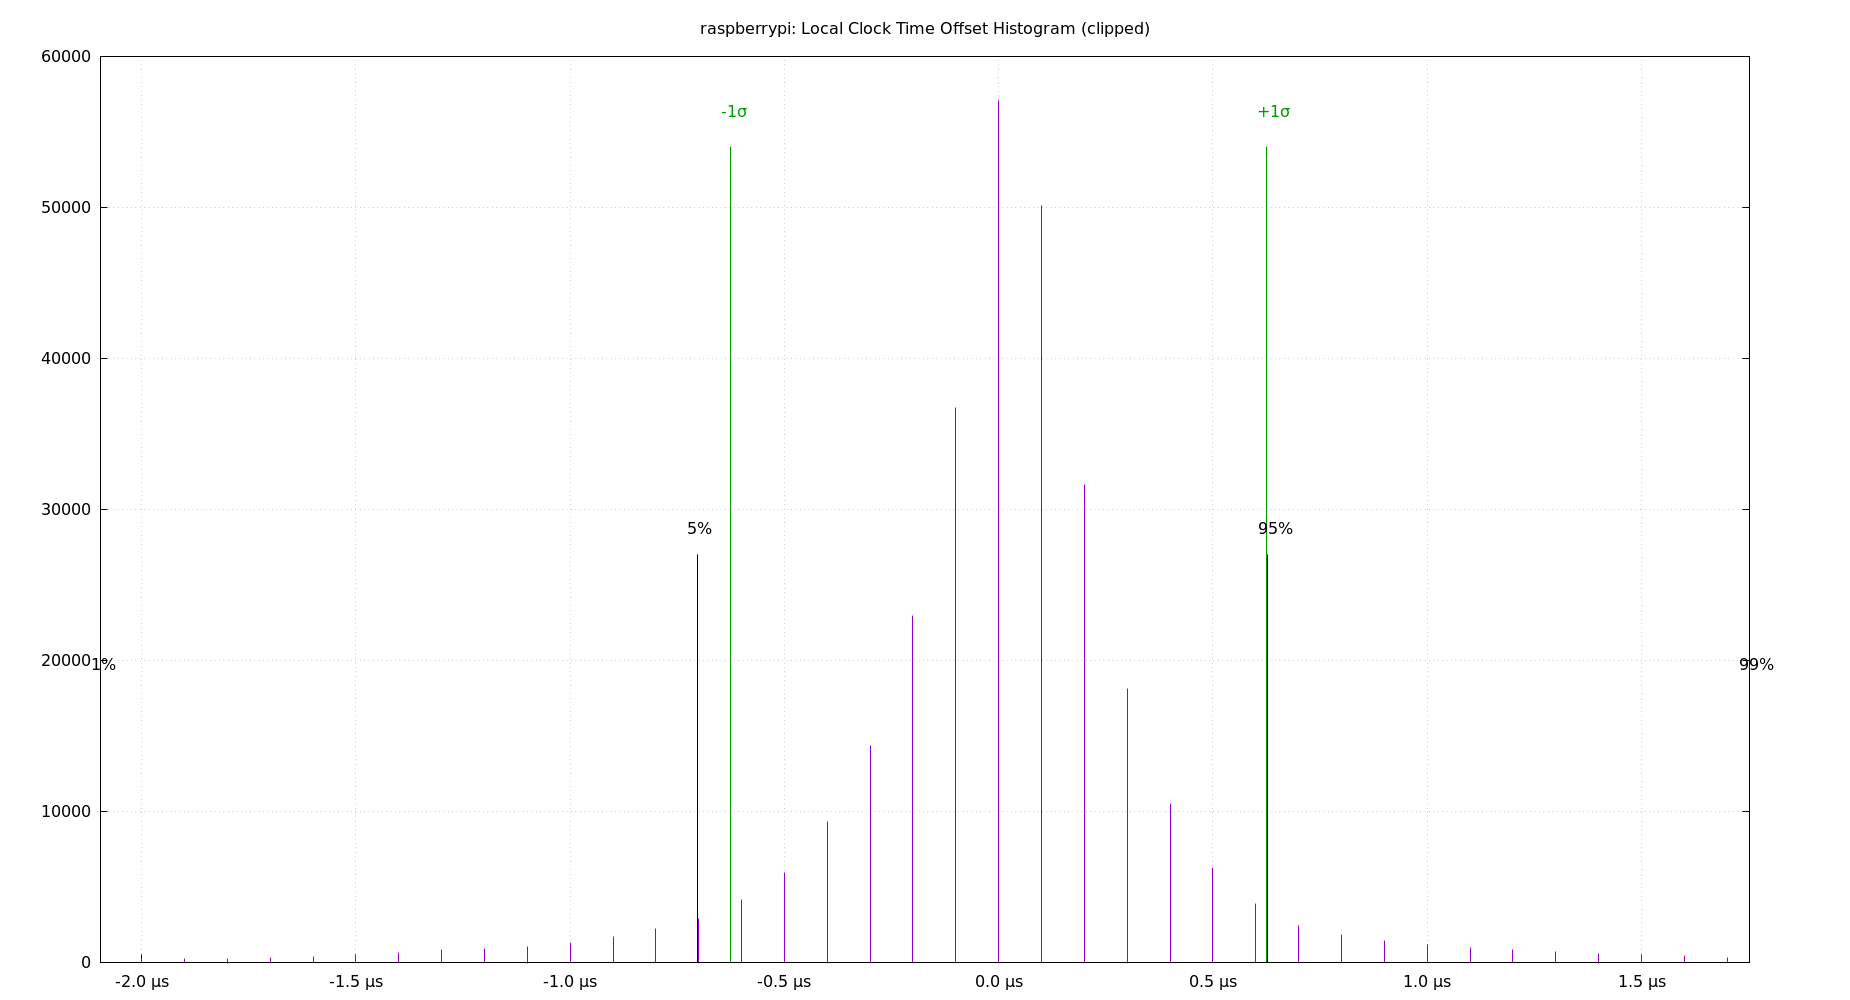 raspberrypi: Local Clock Time Offset Histogram (clipped)
60000
-1σ
+1σ
50000
40000
30000
5%
95%
20000
1%
99%
10000
0
-2.0 µs
-1.5 µs
-1.0 µs
-0.5 µs
0.0 µs
0.5 µs
1.0 µs
1.5 µs